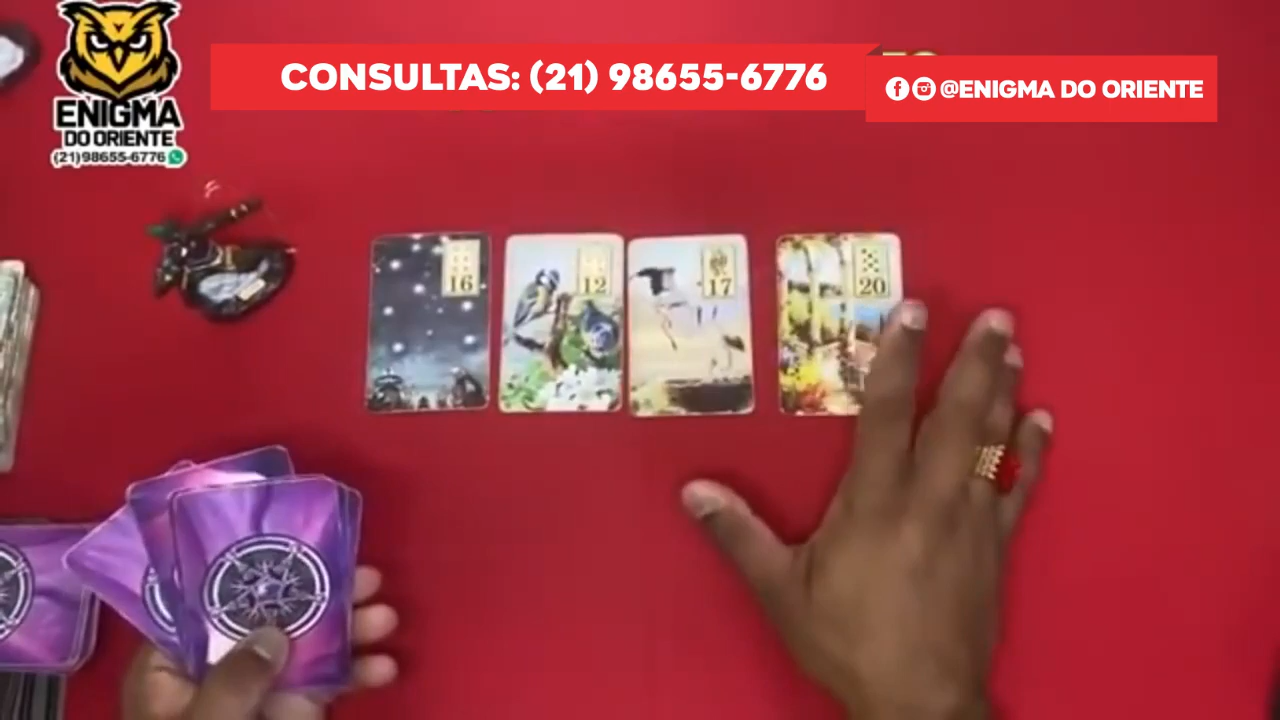 ENIGMA
DO ORIENTE
(21)98655-6776
CONSULTAS: (21) 98655-6776
@ENIGMA DO ORIENTE
16
12
17
20